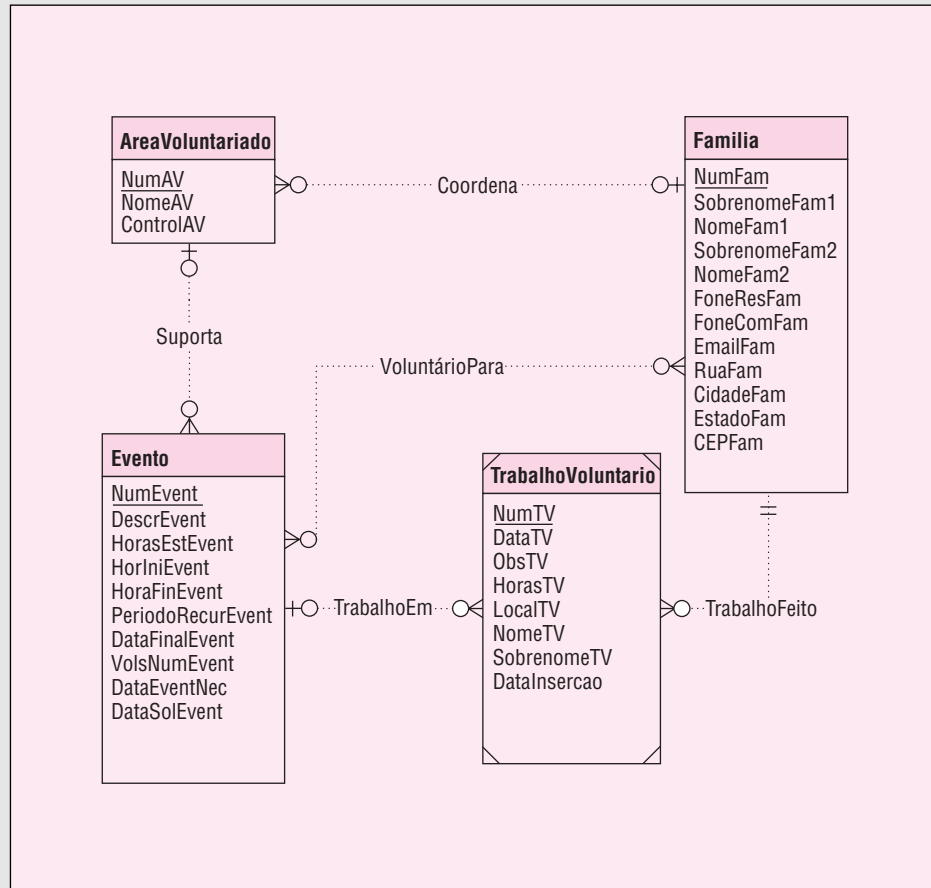 AreaVoluntariado
NumAV
NomeAV
ControlAV
Coordena
Familia
NumFam
SobrenomeFam1
NomeFam1
SobrenomeFam2
NomeFam2
FoneResFam
FoneComFam
EmailFam
RuaFam
CidadeFam
EstadoFam
CEPFam
Suporta
VoluntárioPara
Evento
NumEvent
DescrEvent
HorasEstEvent
HorIniEvent
HoraFinEvent
PeriodoRecurEvent
DataFinalEvent
VolsNumEvent
DataEventNec
DataSolEvent
TrabalhoEm
TrabalhoVoluntario
NumTV
DataTV
ObsTV
HorasTV
LocalTV
NomeTV
SobrenomeTV
DataInsercao
TrabalhoFeito